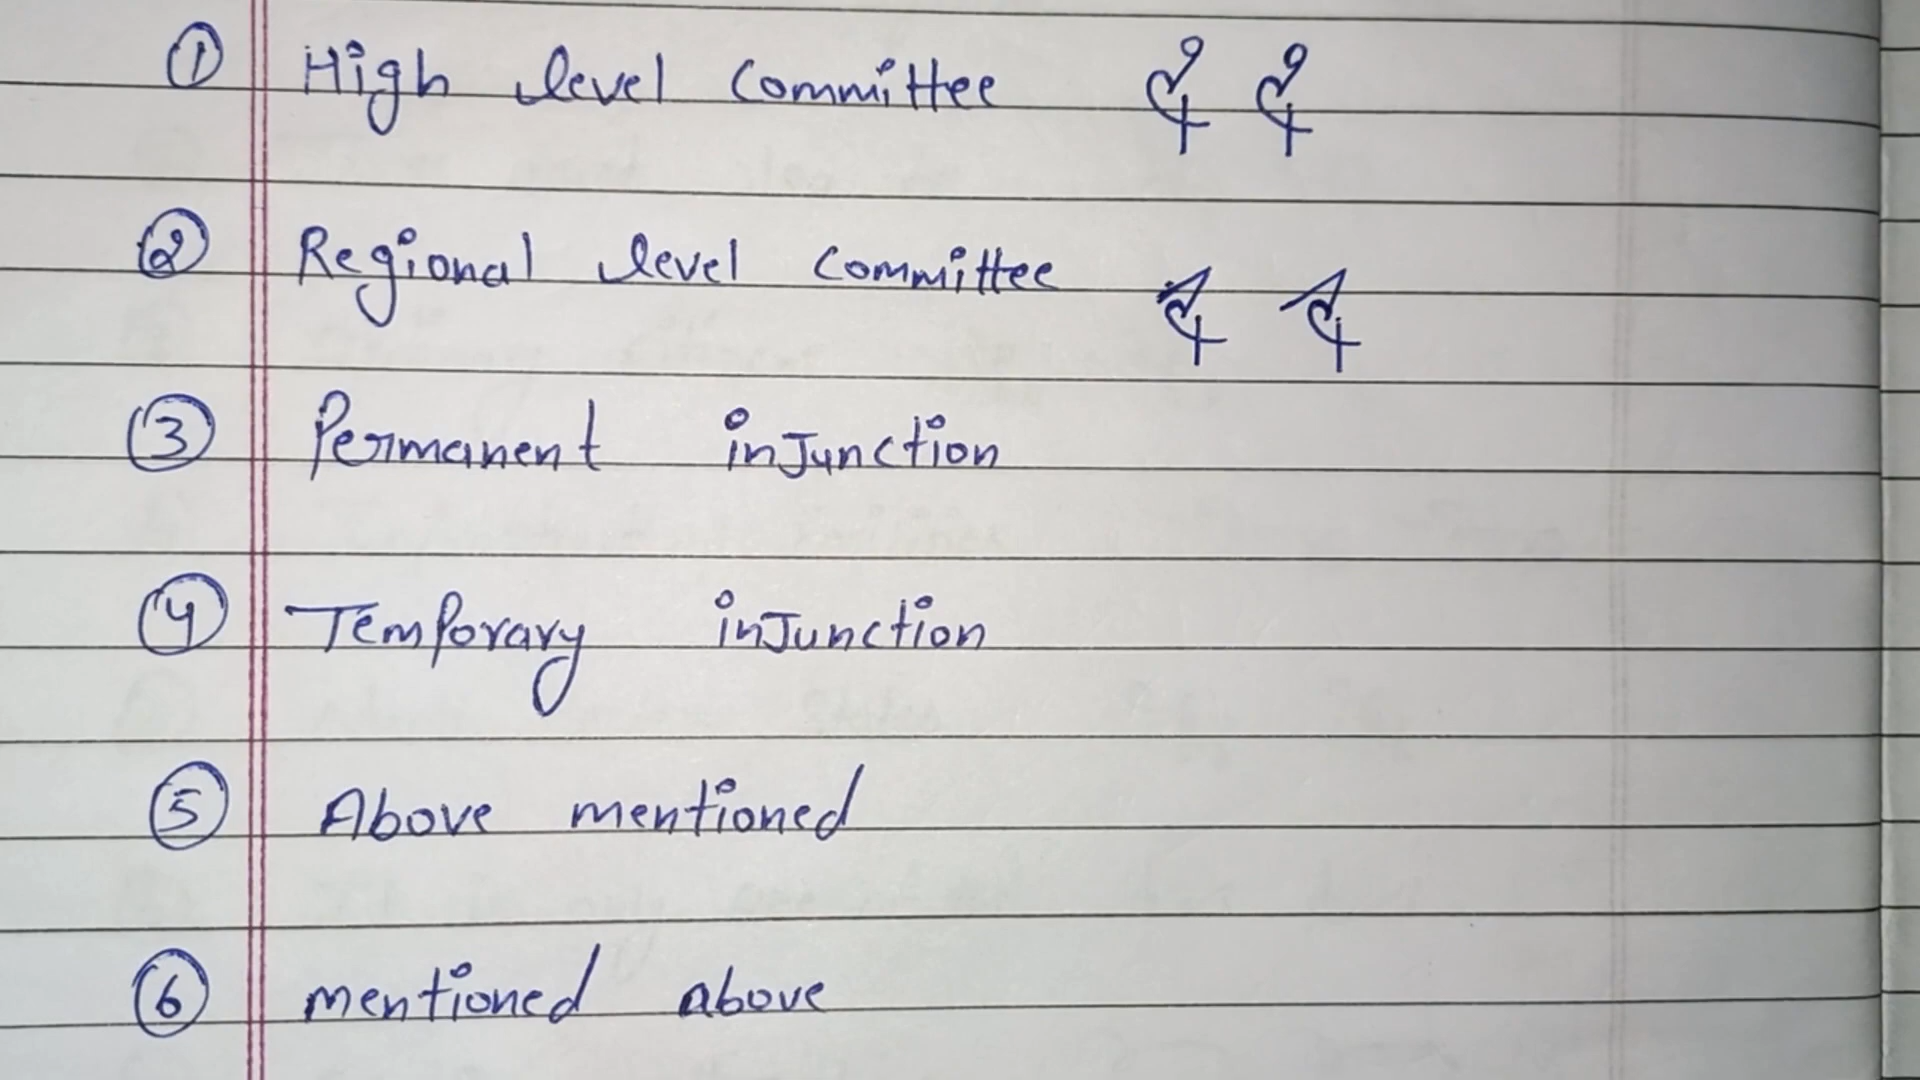 ① High level Committee
② Regional level Committee
③ Permanent inJunction
④ Temporary inJunction
⑤ Above mentioned
⑥ mentioned above